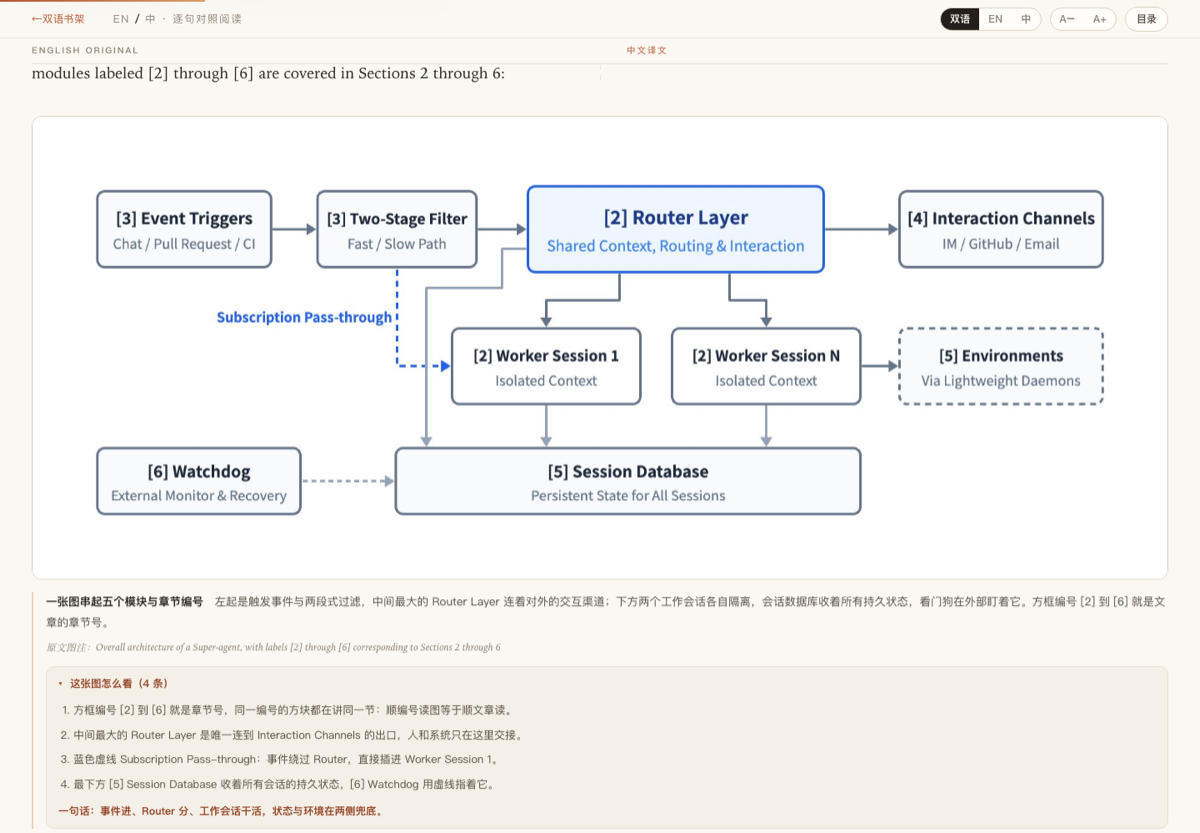 ←双语书架
EN / 中 · 逐句对照阅读
双语 EN 中 A− A+ 目录
ENGLISH ORIGINAL
中文译文
modules labeled [2] through [6] are covered in Sections 2 through 6:
[3] Event Triggers
Chat / Pull Request / CI
[3] Two-Stage Filter
Fast / Slow Path
[2] Router Layer
Shared Context, Routing & Interaction
[4] Interaction Channels
IM / GitHub / Email
Subscription Pass-through
[2] Worker Session 1
Isolated Context
[2] Worker Session N
Isolated Context
[5] Environments
Via Lightweight Daemons
[6] Watchdog
External Monitor & Recovery
[5] Session Database
Persistent State for All Sessions
一张图串起五个模块与章节编号 左起是触发事件与两段式过滤，中间最大的 Router Layer 连着对外的交互渠道；下方两个工作会话各自隔离，会话数据库收着所有持久状态，看门狗在外部盯着它。方框编号 [2] 到 [6] 就是文
章的章节号。
原文图注：Overall architecture of a Super-agent, with labels [2] through [6] corresponding to Sections 2 through 6
▾ 这张图怎么看（4 条）
1. 方框编号 [2] 到 [6] 就是章节号，同一编号的方块都在讲同一节：顺编号读图等于顺文章读。
2. 中间最大的 Router Layer 是唯一连到 Interaction Channels 的出口，人和系统只在这里交接。
3. 蓝色虚线 Subscription Pass-through：事件绕过 Router，直接插进 Worker Session 1。
4. 最下方 [5] Session Database 收着所有会话的持久状态，[6] Watchdog 用虚线指着它。
一句话：事件进、Router 分、工作会话干活，状态与环境在两侧兜底。